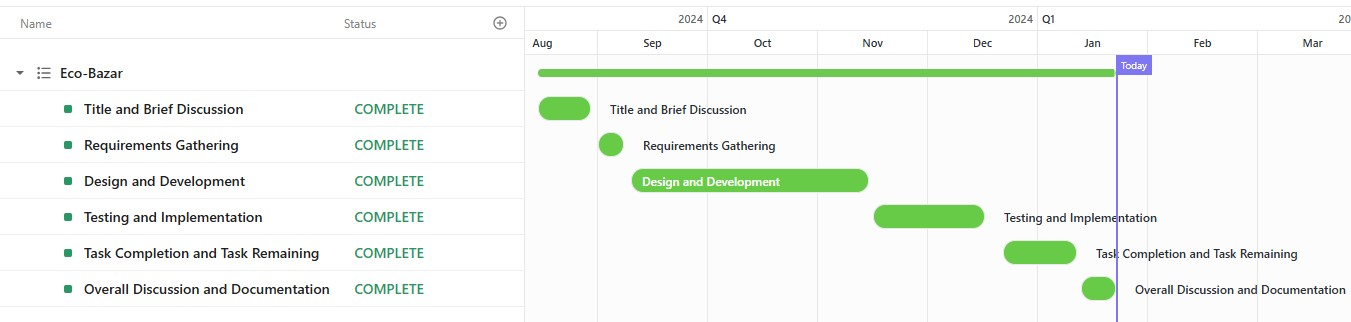 Name Status 2024 Q4 2024 Q1 20
Aug Sep Oct Nov Dec Jan Feb Mar
Today
Eco-Bazar
Title and Brief Discussion COMPLETE Title and Brief Discussion
Requirements Gathering COMPLETE Requirements Gathering
Design and Development COMPLETE Design and Development
Testing and Implementation COMPLETE Testing and Implementation
Task Completion and Task Remaining COMPLETE Task Completion and Task Remaining
Overall Discussion and Documentation COMPLETE Overall Discussion and Documentation